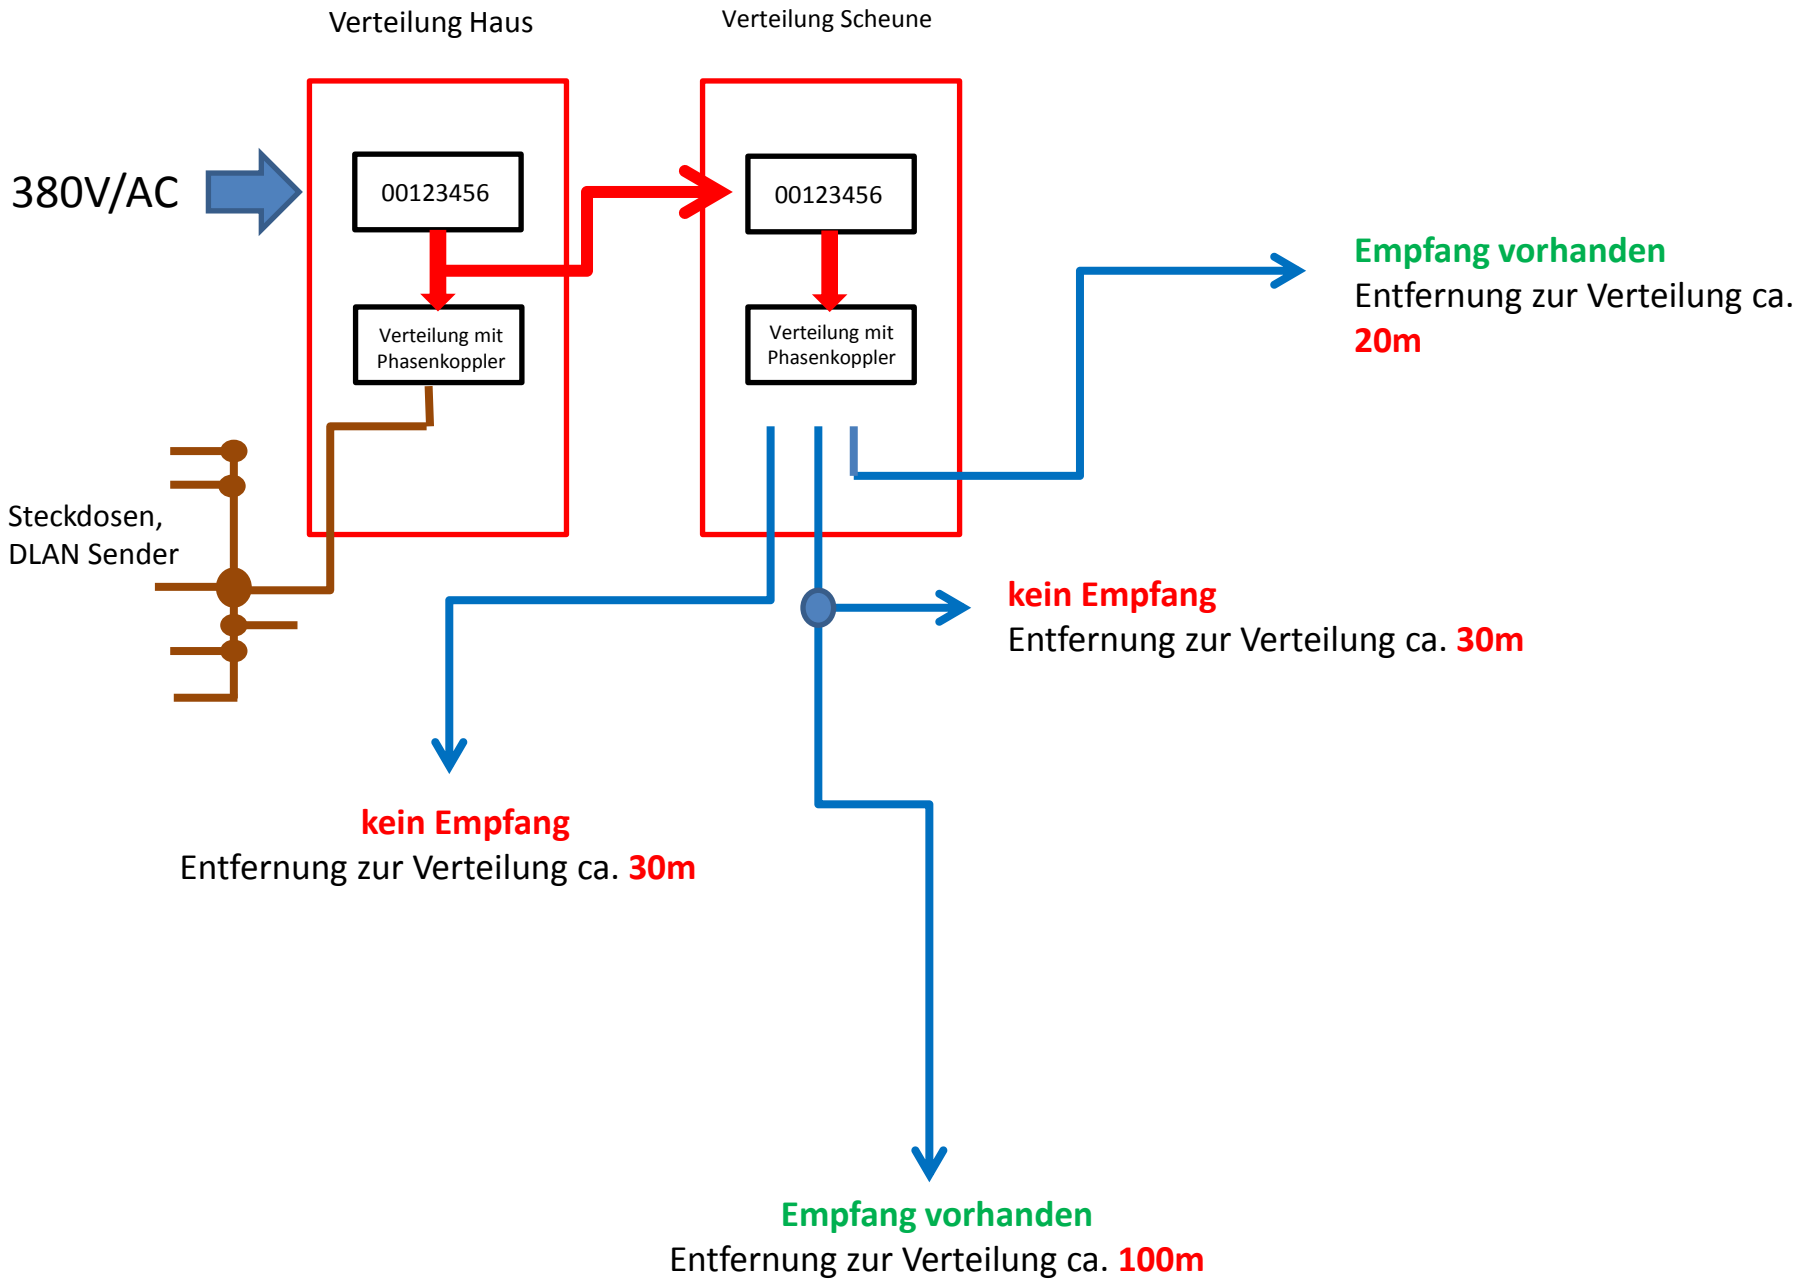 Verteilung Haus
Verteilung Scheune
380V/AC
00123456
00123456
Verteilung mit
Phasenkoppler
Verteilung mit
Phasenkoppler
Empfang vorhanden
Entfernung zur Verteilung ca.
20m
Steckdosen,
DLAN Sender
kein Empfang
Entfernung zur Verteilung ca. 30m
kein Empfang
Entfernung zur Verteilung ca. 30m
Empfang vorhanden
Entfernung zur Verteilung ca. 100m